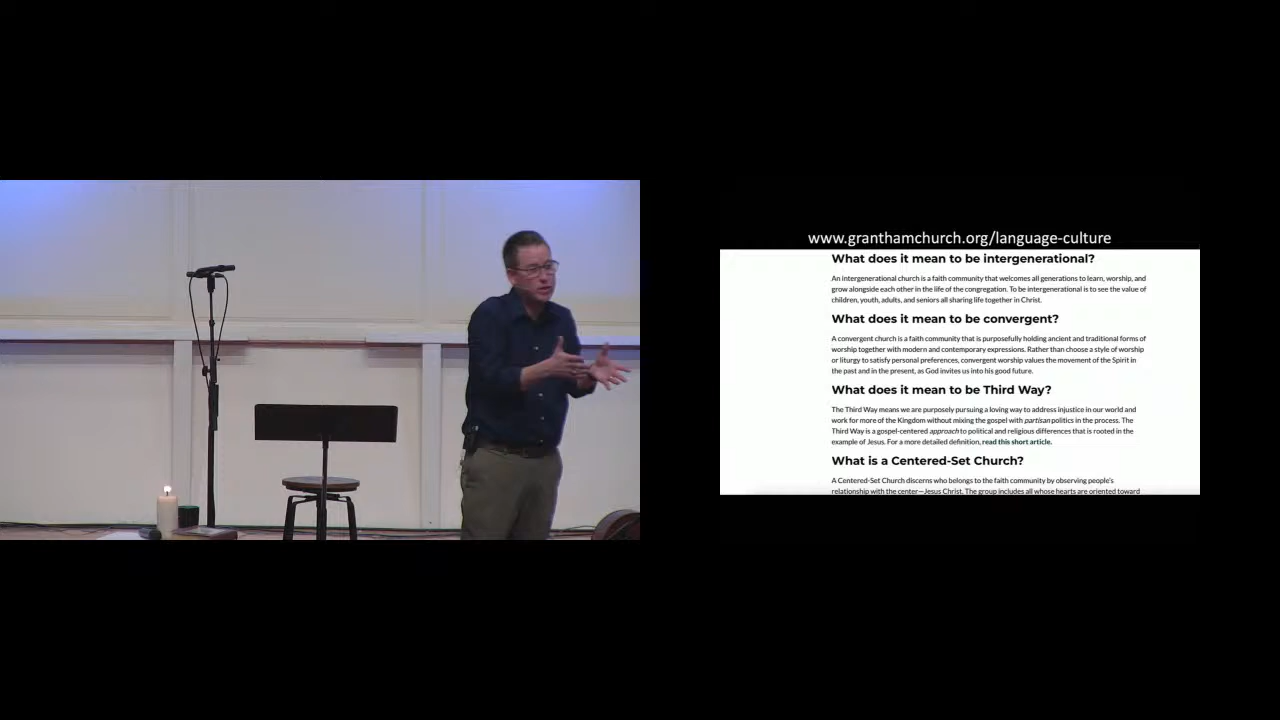 www.granthamchurch.org/language-culture
What does it mean to be intergenerational?
An intergenerational church is a faith community that welcomes all generations to learn, worship, and
grow alongside each other in the life of the congregation. To be intergenerational is to see the value of
children, youth, adults, and seniors all sharing life together in Christ.
What does it mean to be convergent?
A convergent church is a faith community that is purposefully holding ancient and traditional forms of
worship together with modern and contemporary expressions. Rather than choose a style of worship
or liturgy to satisfy personal preferences, convergent worship values the movement of the Spirit in
the past and in the present, as God invites us into his good future.
What does it mean to be Third Way?
The Third Way means we are purposely pursuing a loving way to address injustice in our world and
work for more of the Kingdom without mixing the gospel with partisan politics in the process. The
Third Way is a gospel-centered approach to political and religious differences that is rooted in the
example of Jesus. For a more detailed definition, read this short article.
What is a Centered-Set Church?
A Centered-Set Church discerns who belongs to the faith community by observing people's
relationship with the center—Jesus Christ. The group includes all whose hearts are oriented toward